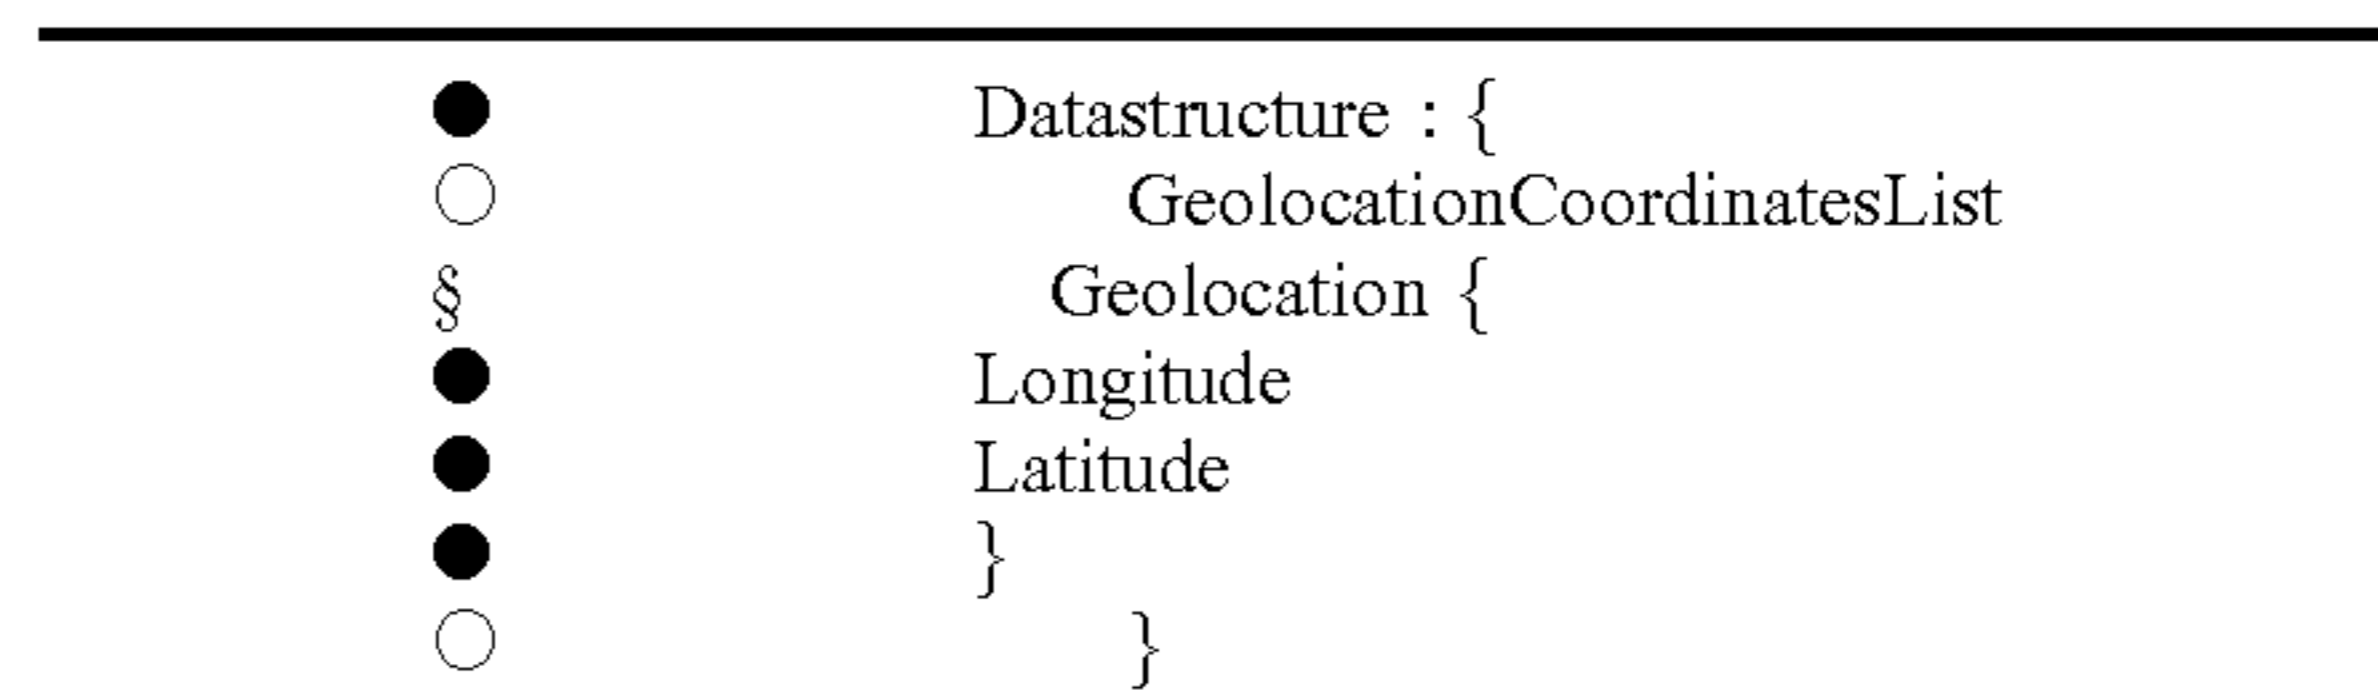 ● Datastructure : {
○ GeolocationCoordinatesList
§ Geolocation {
● Longitude
● Latitude
● }
○ }